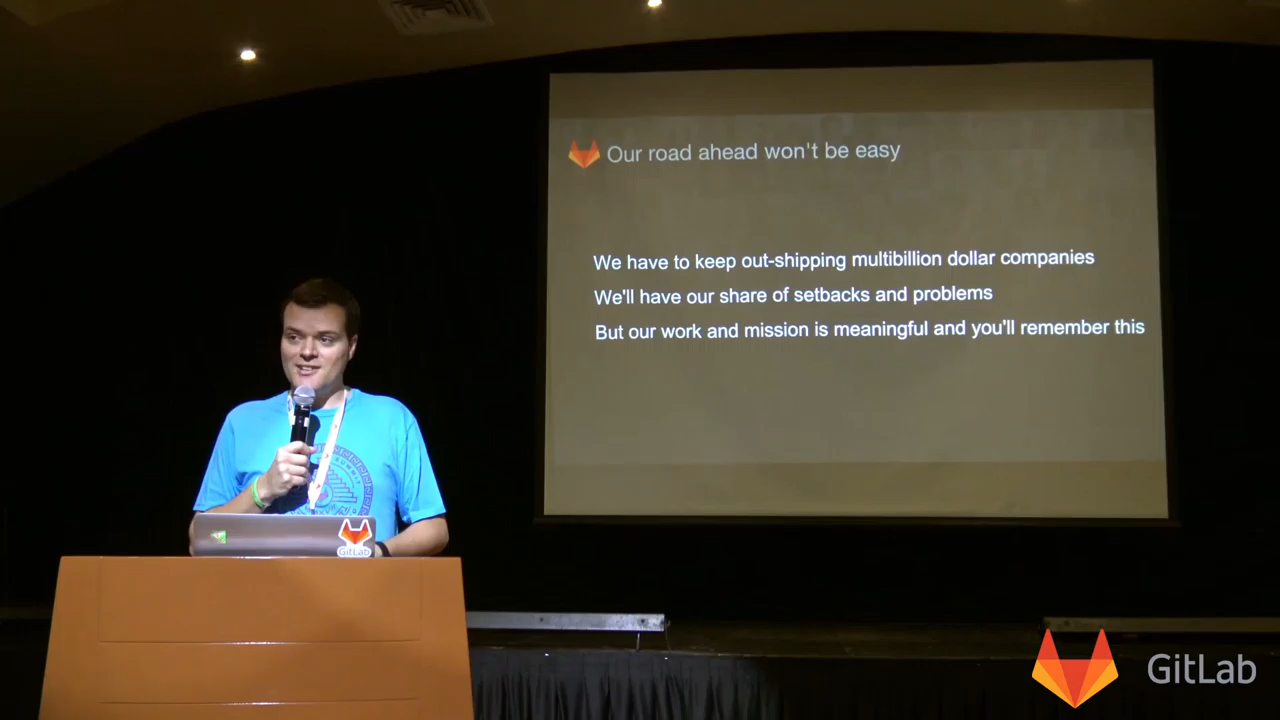 Our road ahead won't be easy
We have to keep out-shipping multibillion dollar companies
We'll have our share of setbacks and problems
But our work and mission is meaningful and you'll remember this
SUMMIT
GitLab
GitLab